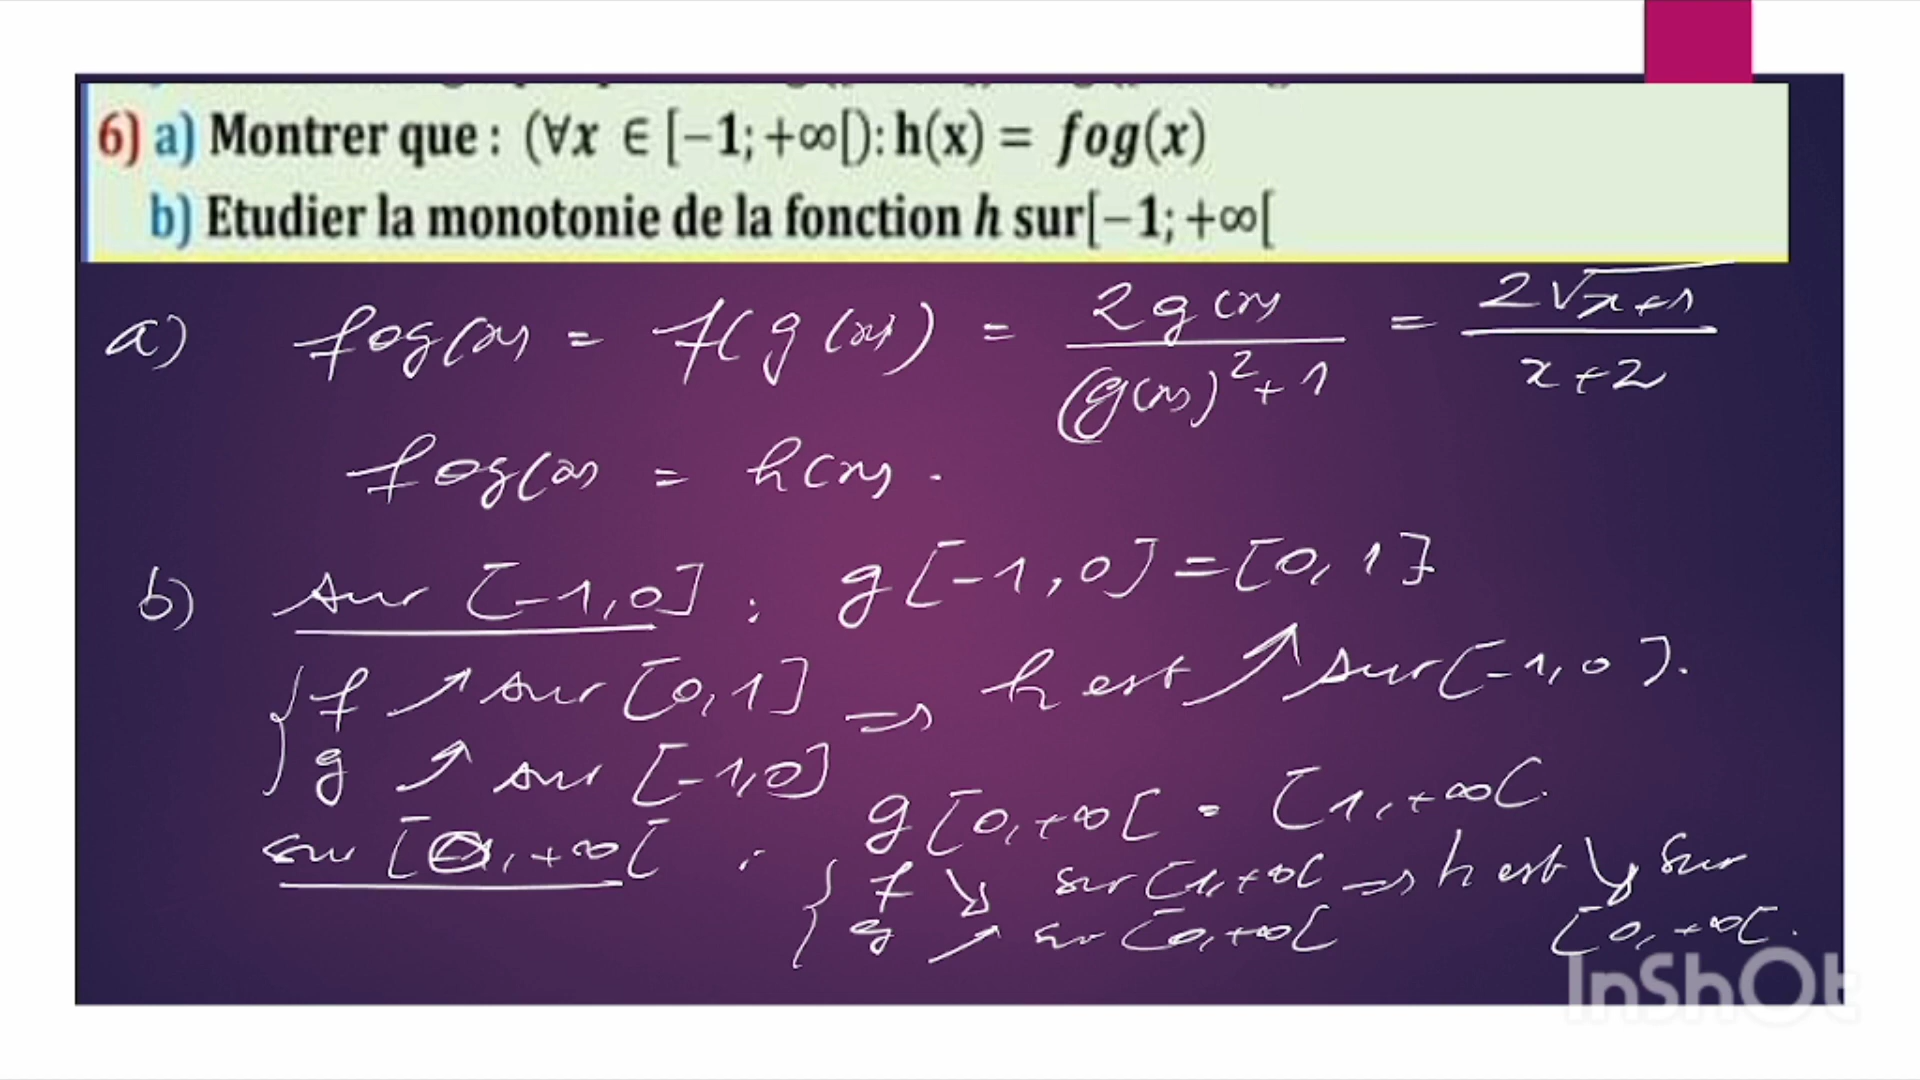 6) a) Montrer que : (∀x ∈ [−1; +∞[): h(x) = fog(x)
b) Etudier la monotonie de la fonction h sur[−1; +∞[
a) fog(x) = f(g(x)) = 2g(x) / (g(x))² + 1 = 2√x+1 / x+2
fog(x) = h(x) .
b) sur [-1,0] : g[-1,0] = [0,1]
{ f ↗ sur [0,1] => h est ↗ sur [-1,0].
g ↗ sur [-1,0]
sur [0,+∞[ : g[0,+∞[ = [1,+∞[.
{ f ↘ sur [1,+∞[ => h est ↘ sur
g ↗ sur [0,+∞[ [0,+∞[.
InShOt